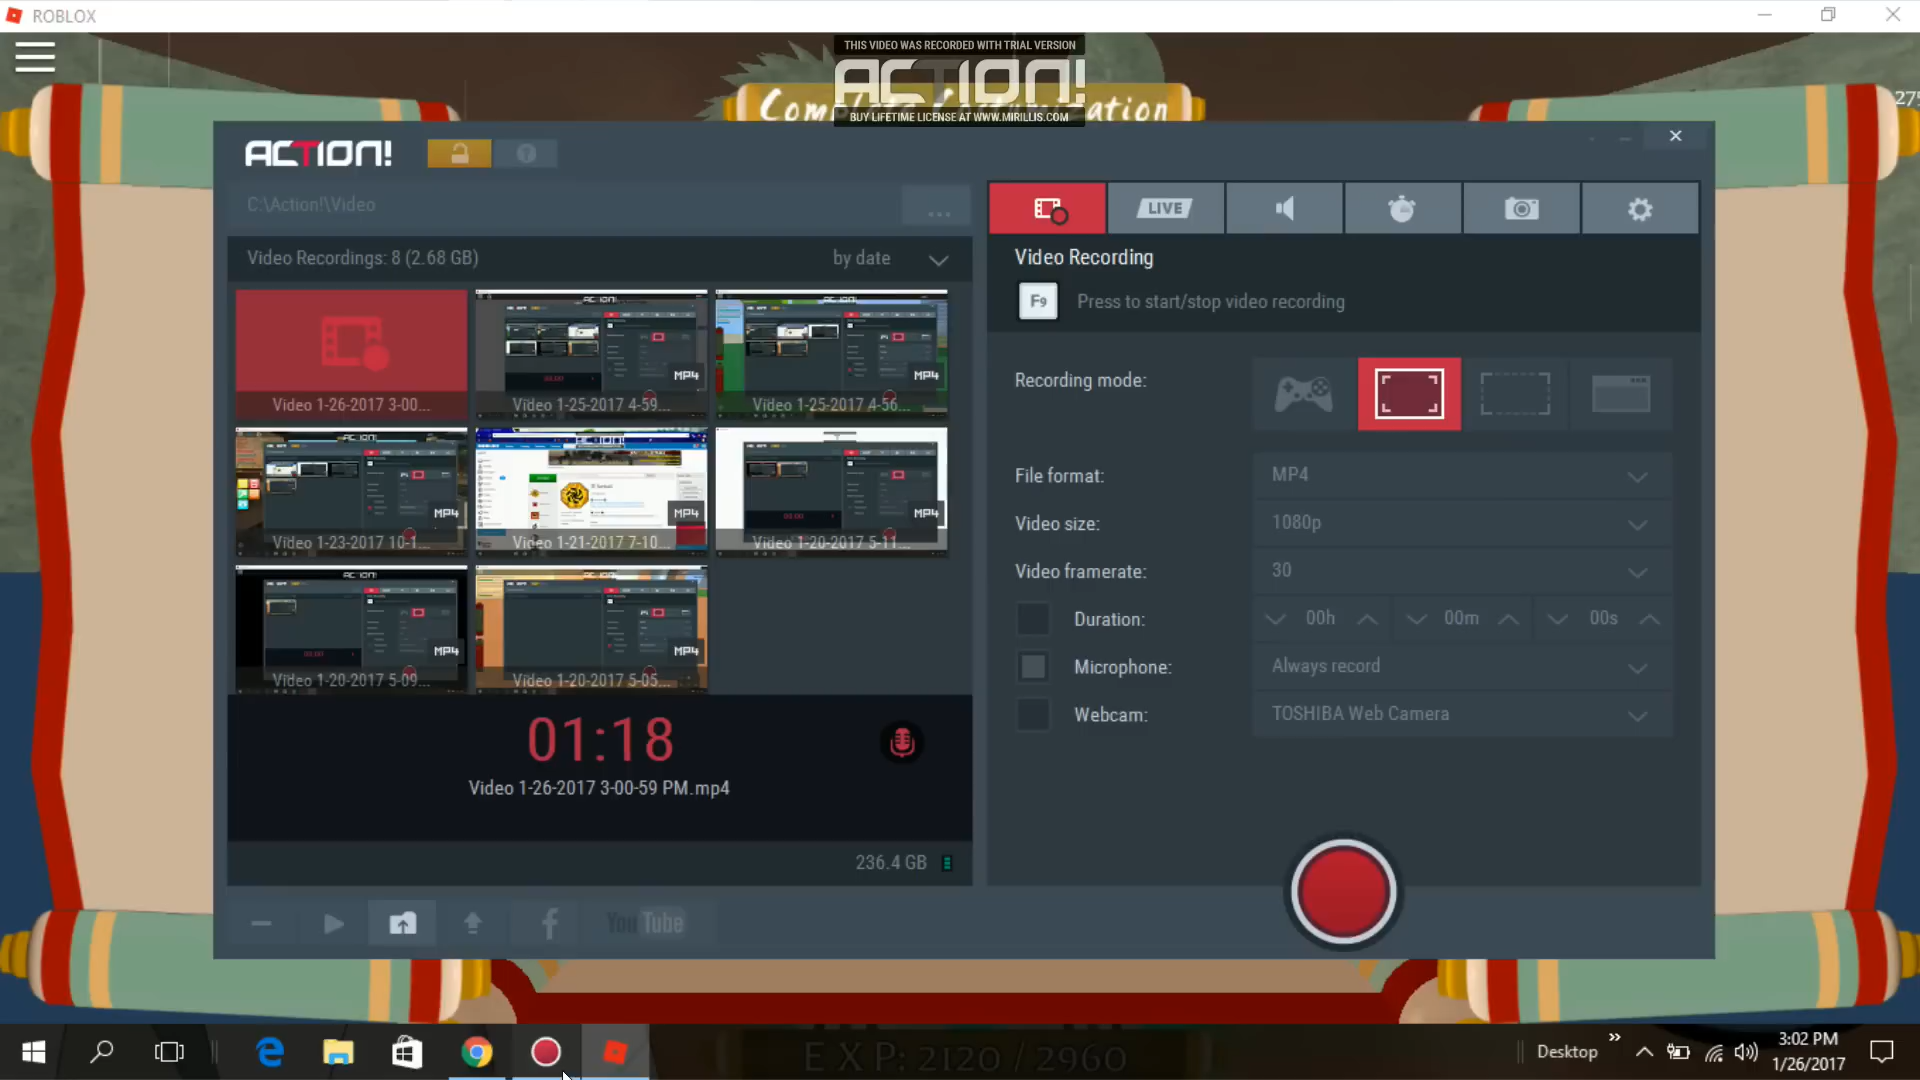 ROBLOX
THIS VIDEO WAS RECORDED WITH TRIAL VERSION
ACTION!
BUY LIFETIME LICENSE AT WWW.MIRILLIS.COM
ACTION!
C:\Action!\Video
...
LIVE
Video Recordings: 8 (2.68 GB)
by date
Video Recording
F9
Press to start/stop video recording
Video 1-26-2017 3-00...
MP4
Video 1-25-2017 4-59...
MP4
Video 1-25-2017 4-56...
Recording mode:
MP4
Video 1-23-2017 10-1...
MP4
Video 1-21-2017 7-10...
MP4
Video 1-20-2017 5-11...
File format:
MP4
Video size:
1080p
Video framerate:
30
MP4
Video 1-20-2017 5-09...
MP4
Video 1-20-2017 5-05...
Duration:
00h
00m
00s
Microphone:
Always record
Webcam:
TOSHIBA Web Camera
01:18
Video 1-26-2017 3-00-59 PM.mp4
236.4 GB
YouTube
EXP: 2120 / 2960
Desktop
3:02 PM
1/26/2017